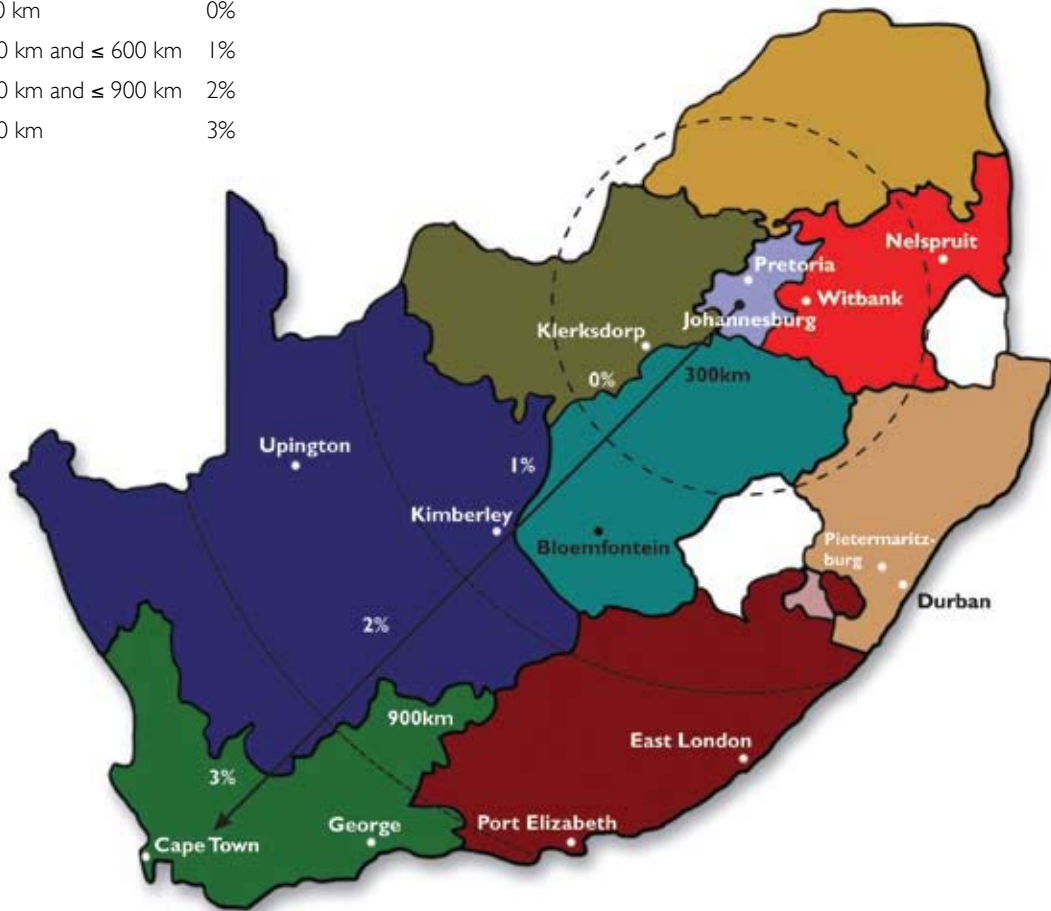 0 km 0%
0 km and ≤ 600 km 1%
0 km and ≤ 900 km 2%
0 km 3%
Nelspruit
Pretoria
Witbank
Johannesburg
Klerksdorp
0%
300km
Upington
1%
Kimberley
Bloemfontein
Pietermaritz-
burg
Durban
2%
900km
East London
3%
George
Port Elizabeth
Cape Town